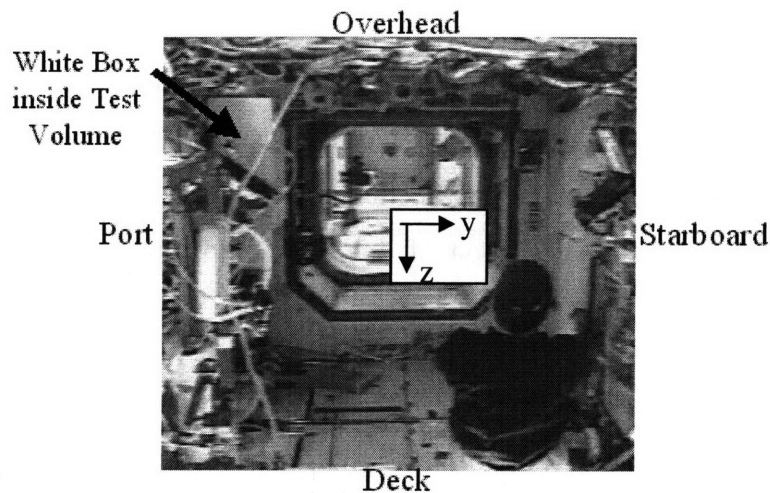 Overhead
White Box
inside Test
Volume
Port
y
z
Starboard
Deck